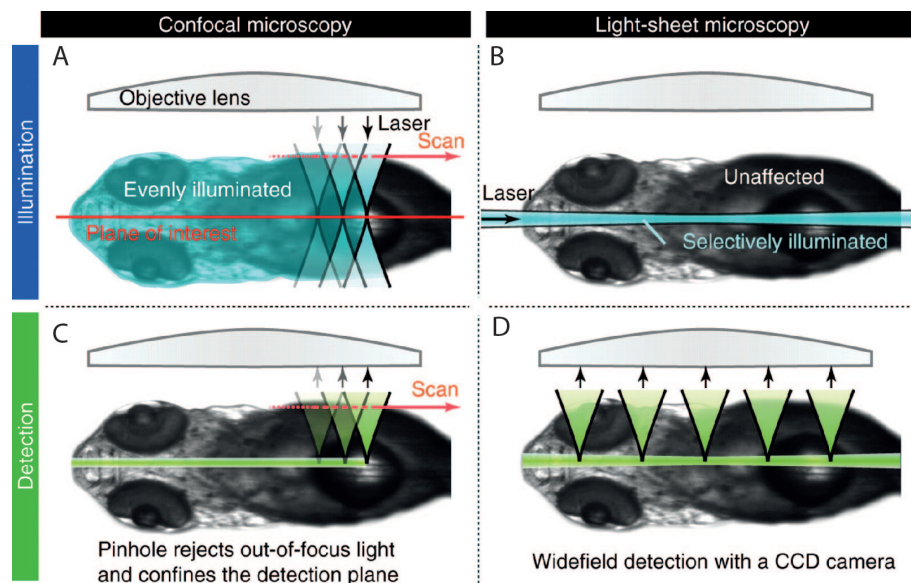 Confocal microscopy
Light-sheet microscopy
Illumination
A
Objective lens
Laser
Scan
Evenly illuminated
Plane of interest
B
Unaffected
Laser
Selectively illuminated
Detection
C
Scan
Pinhole rejects out-of-focus light
and confines the detection plane
D
Widefield detection with a CCD camera